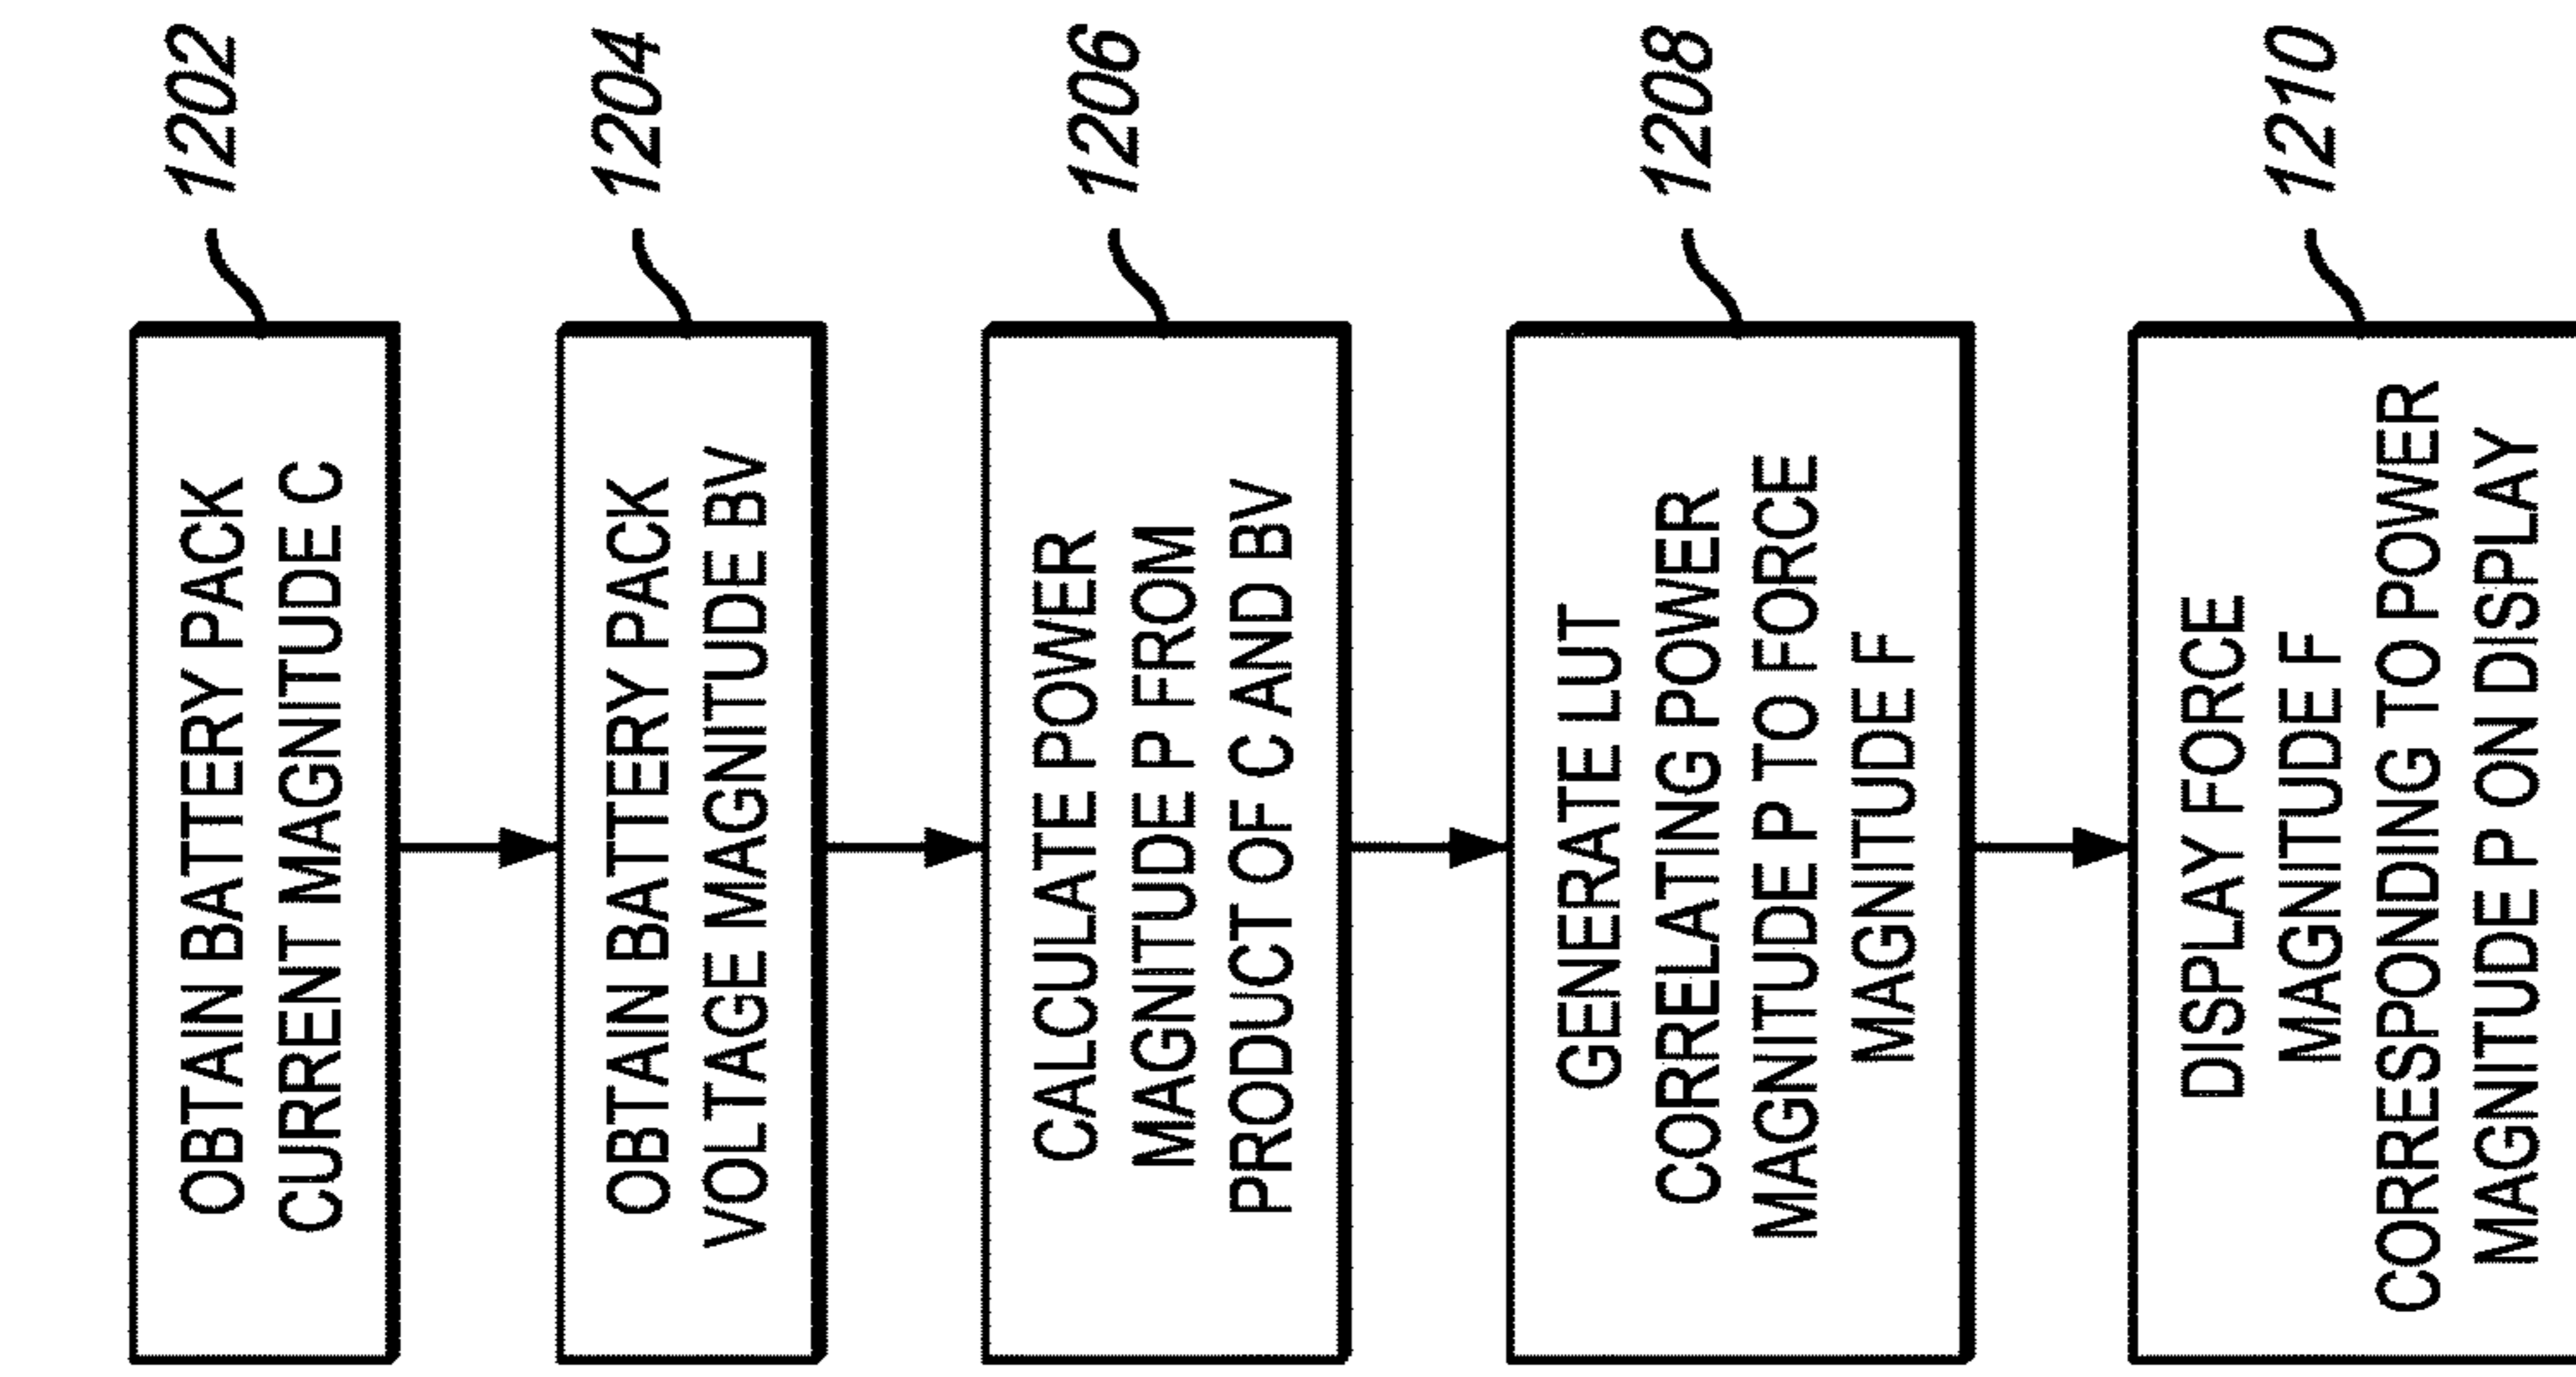 OBTAIN BATTERY PACK
CURRENT MAGNITUDE C
1202
OBTAIN BATTERY PACK
VOLTAGE MAGNITUDE BV
1204
CALCULATE POWER
MAGNITUDE P FROM
PRODUCT OF C AND BV
1206
GENERATE LUT
CORRELATING POWER
MAGNITUDE P TO FORCE
MAGNITUDE F
1208
DISPLAY FORCE
MAGNITUDE F
CORRESPONDING TO POWER
MAGNITUDE P ON DISPLAY
1210